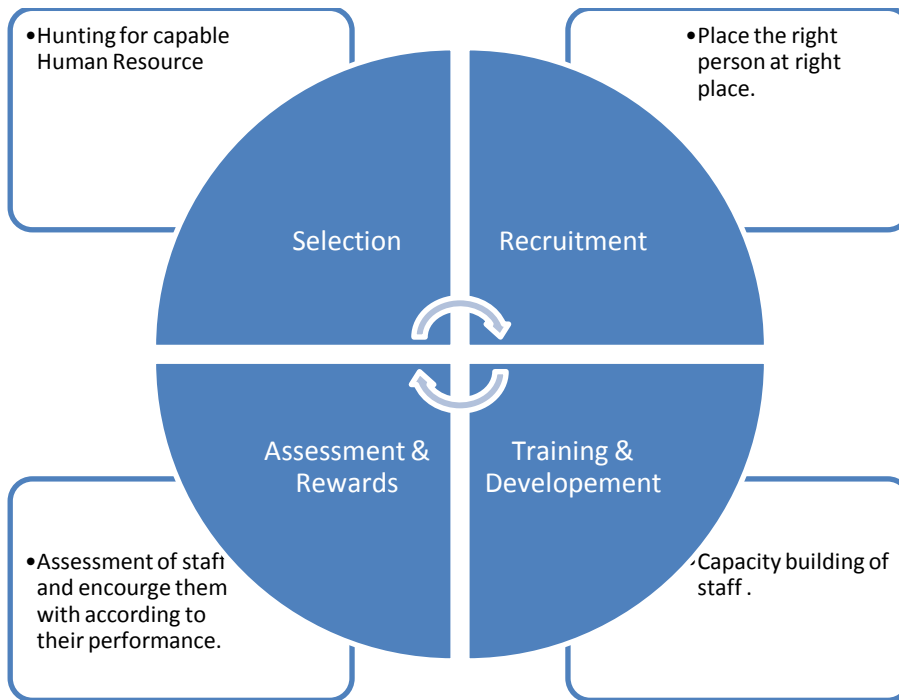 •Hunting for capable
Human Resource
•Place the right
person at right
place.
Selection
Recruitment
Assessment &
Rewards
Training &
Developement
•Assessment of staff
and encourge them
with according to
their performance.
•Capacity building of
staff .